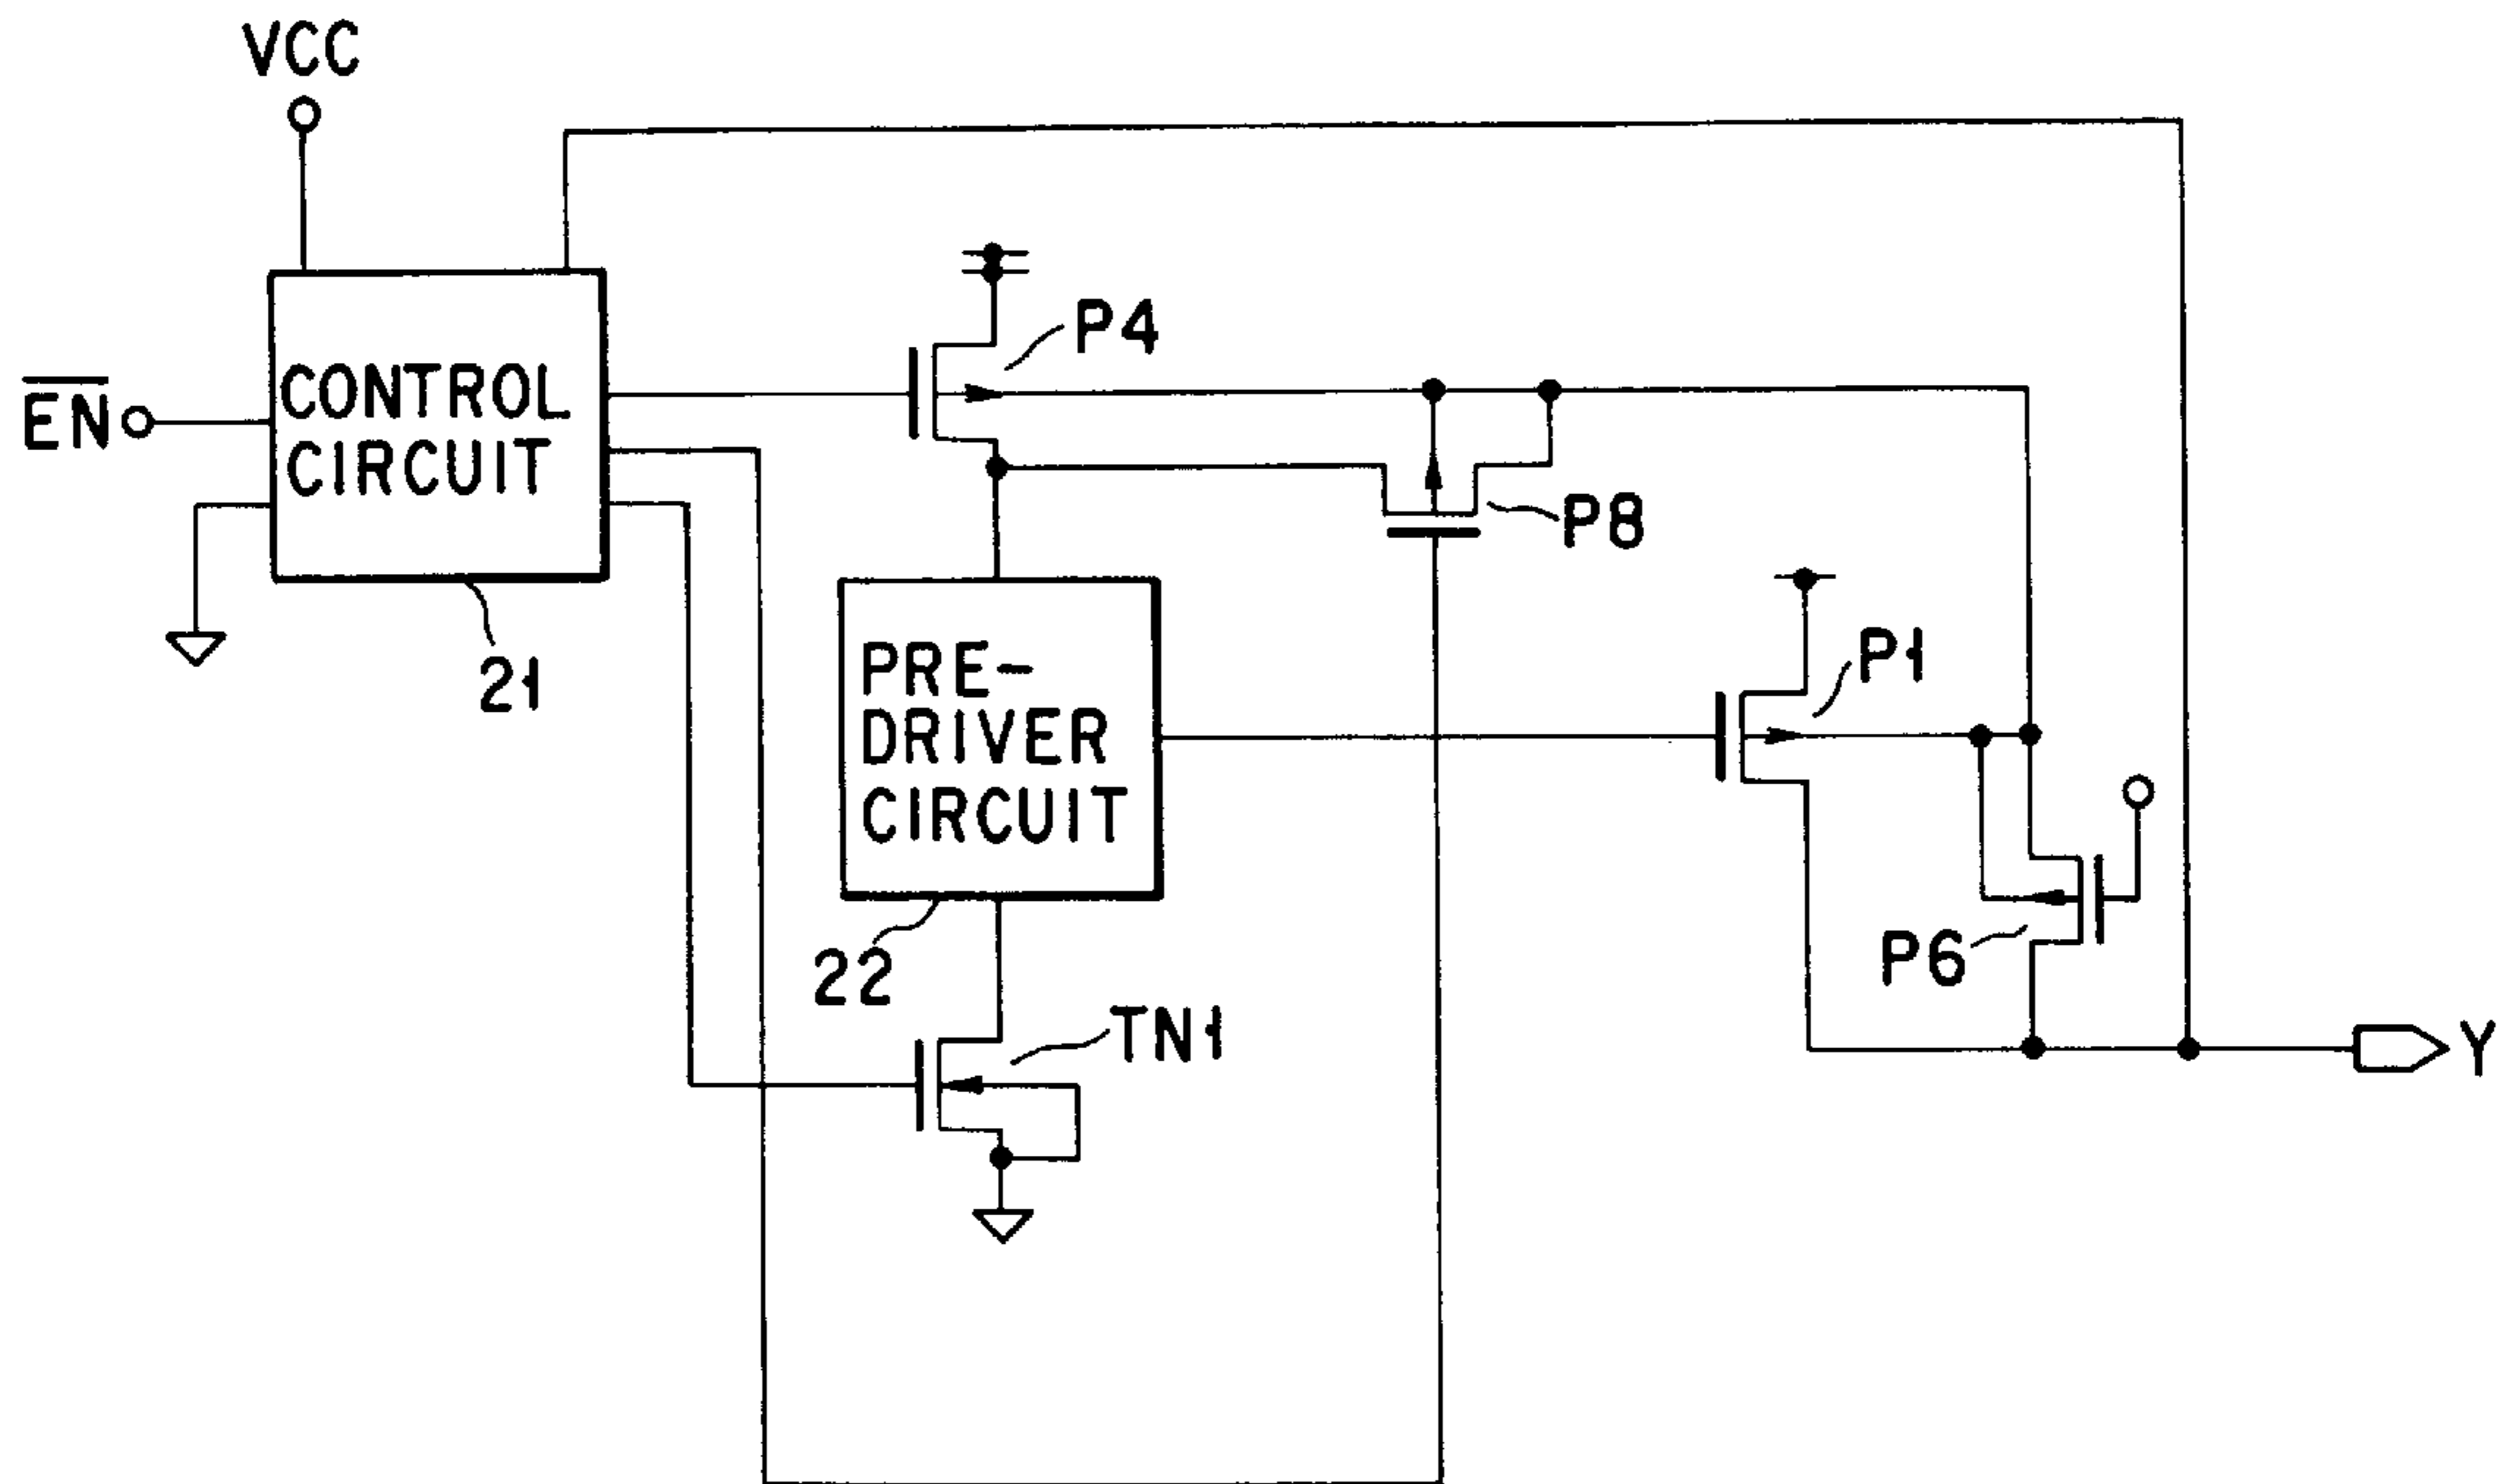 VCC
P4
EN
CONTROL
CIRCUIT
P8
21
PRE-
DRIVER
CIRCUIT
P1
22
P6
TN1
Y